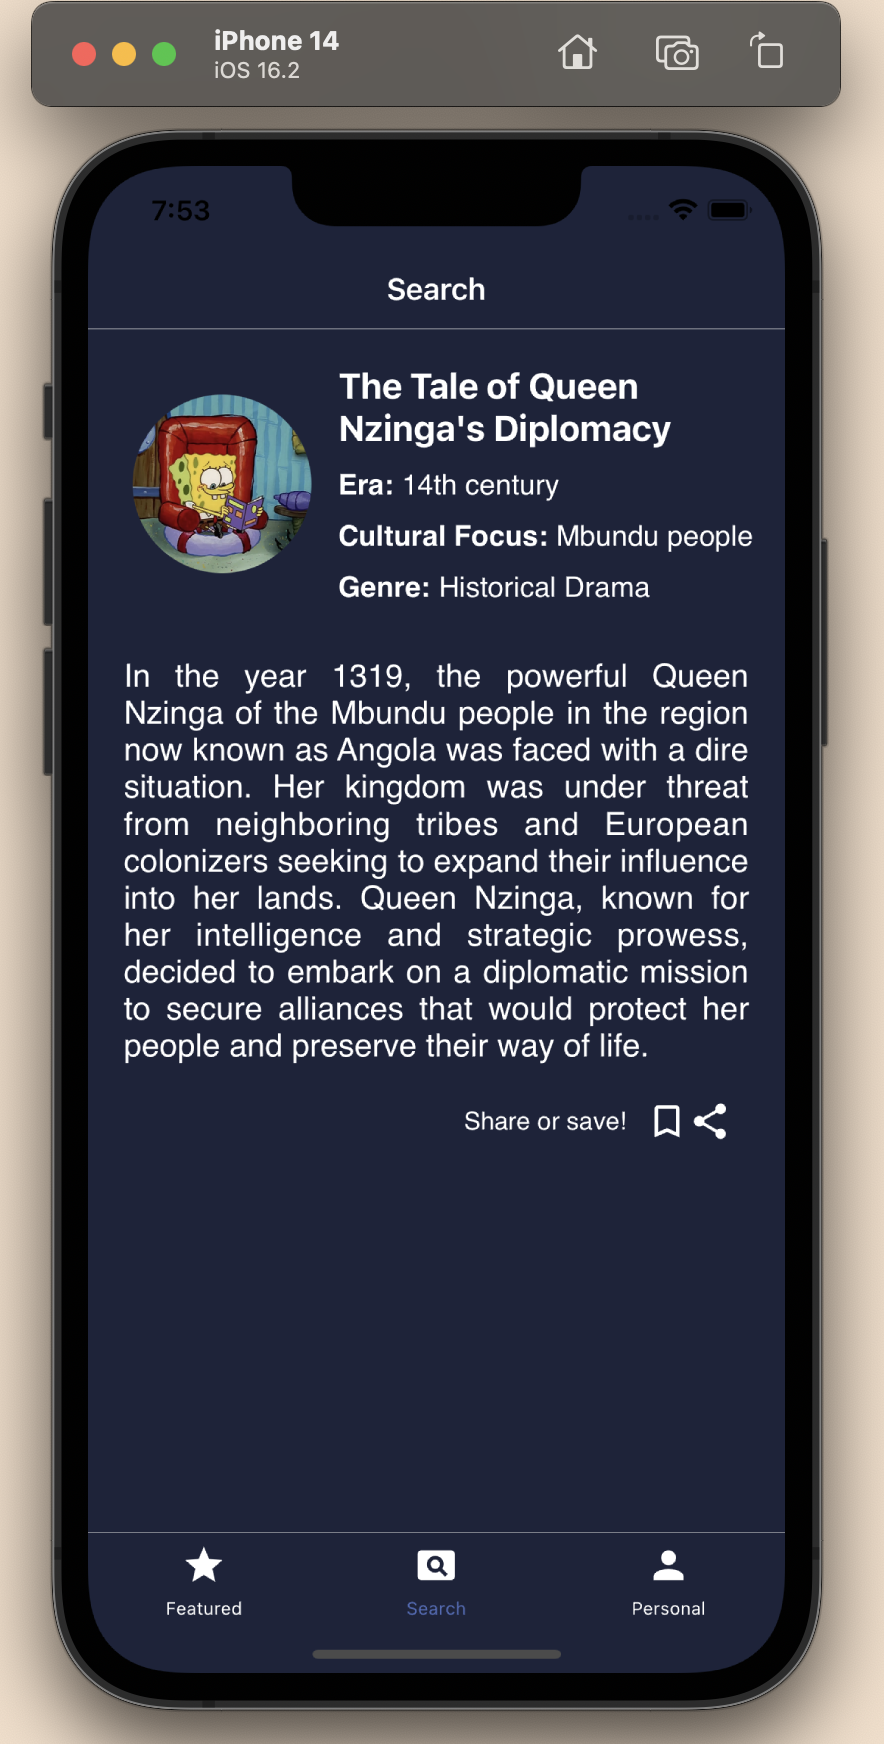 iPhone 14
iOS 16.2
7:53
Search
The Tale of Queen
Nzinga's Diplomacy
Era: 14th century
Cultural Focus: Mbundu people
Genre: Historical Drama
In the year 1319, the powerful Queen
Nzinga of the Mbundu people in the region
now known as Angola was faced with a dire
situation. Her kingdom was under threat
from neighboring tribes and European
colonizers seeking to expand their influence
into her lands. Queen Nzinga, known for
her intelligence and strategic prowess,
decided to embark on a diplomatic mission
to secure alliances that would protect her
people and preserve their way of life.
Share or save!
Featured
Search
Personal